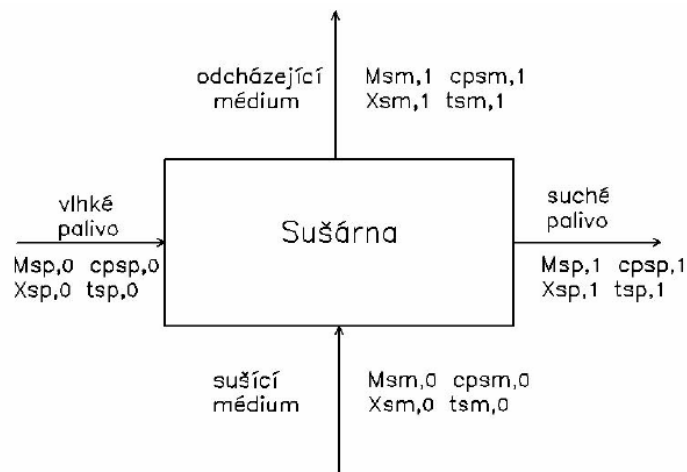 odcházející
médium
Msm,1 cpsm,1
Xsm,1 tsm,1
vlhké
palivo
Msp,0 cpsp,0
Xsp,0 tsp,0
Sušárna
suché
palivo
Msp,1 cpsp,1
Xsp,1 tsp,1
sušící
médium
Msm,0 cpsm,0
Xsm,0 tsm,0